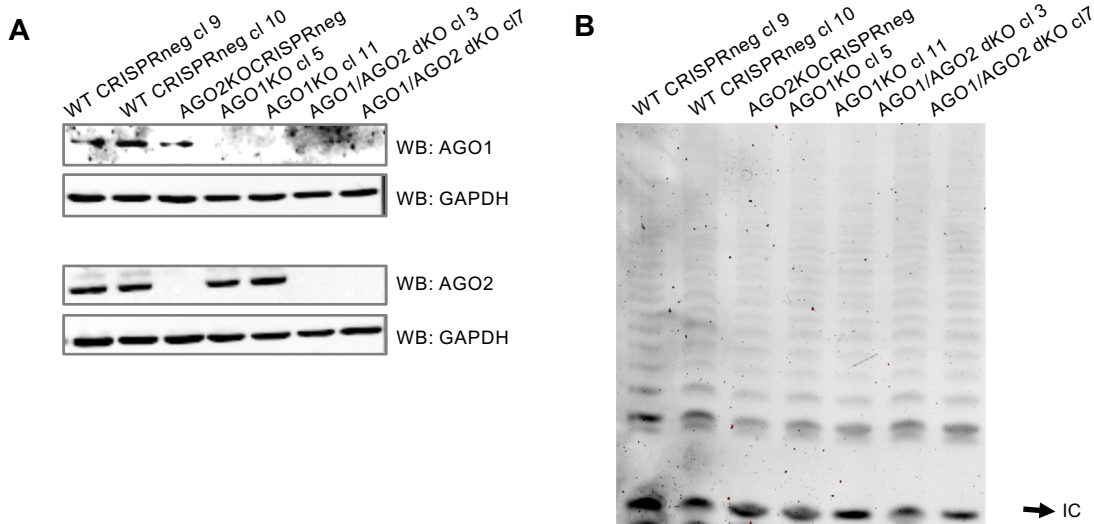 A
WT CRISPRneg cl 9
WT CRISPRneg cl 10
AGO2KOCRISPRneg
AGO1KO cl 5
AGO1KO cl 11
AGO1/AGO2 dKO cl 3
AGO1/AGO2 dKO cl7
WB: AGO1
WB: GAPDH
WB: AGO2
WB: GAPDH
B
WT CRISPRneg cl 9
WT CRISPRneg cl 10
AGO2KOCRISPRneg
AGO1KO cl 5
AGO1KO cl 11
AGO1/AGO2 dKO cl 3
AGO1/AGO2 dKO cl7
IC